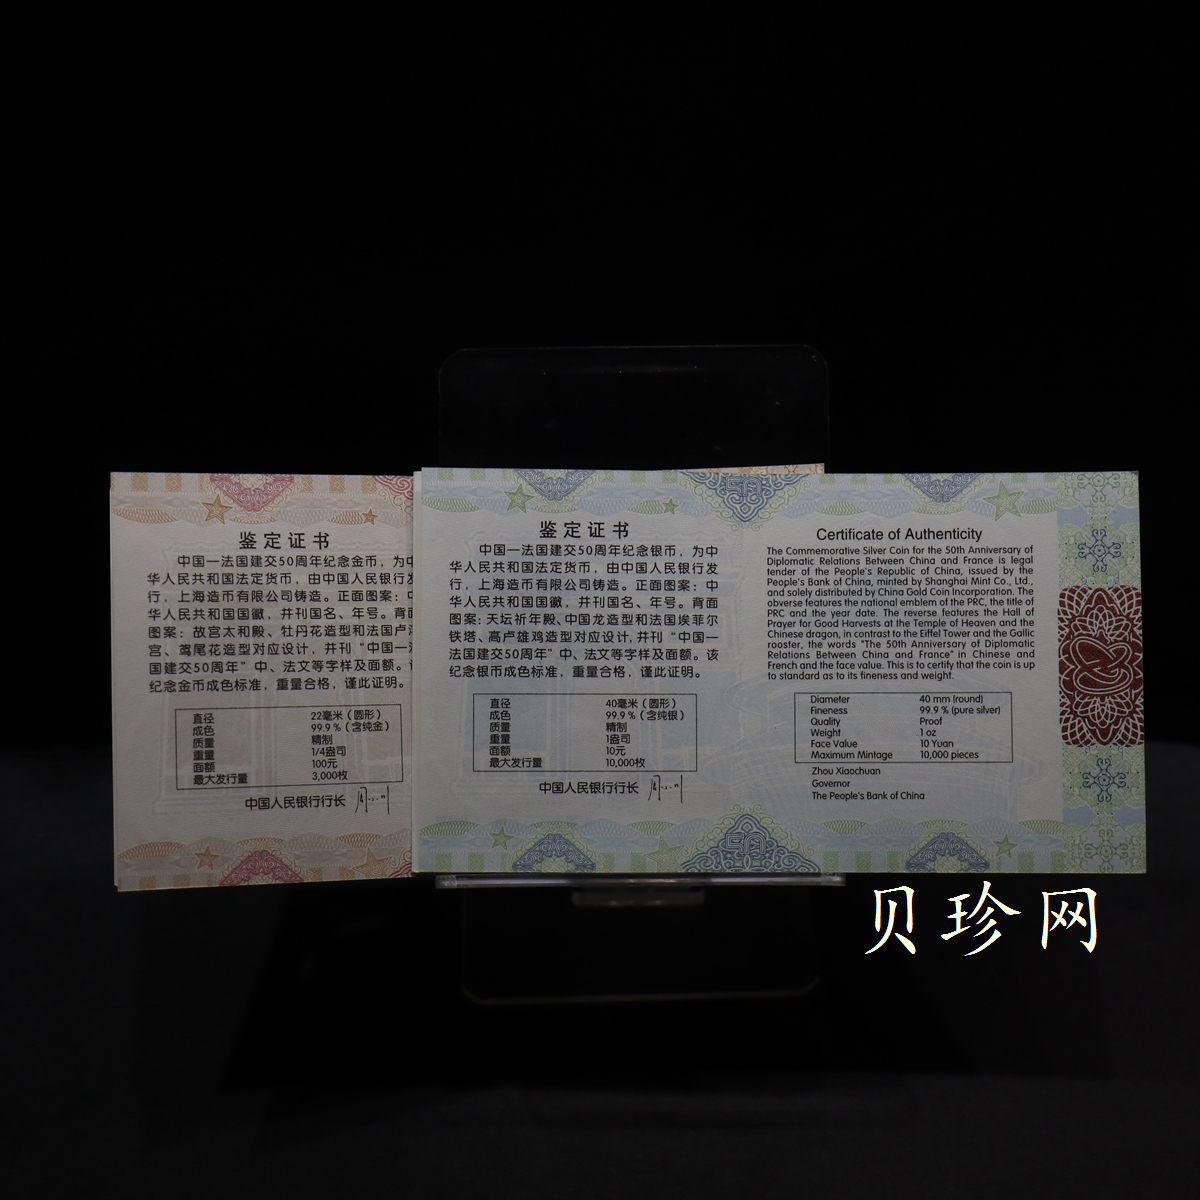 鉴定证书
中国—法国建交50周年纪念金币，为中
华人民共和国法定货币，由中国人民银行发
行，上海造币有限公司铸造。正面图案：中
华人民共和国国徽，并刊国名、年号。背面
图案：故宫太和殿、牡丹花造型和法国卢浮
宫、鸢尾花造型对应设计，并刊“中国—
国建交50周年”中、法文等字样及面额。该
纪念金币成色标准，重量合格，谨此证明。
直径 22毫米（圆形）
成色 99.9％（含纯金）
质量 精制
重量 1/4盎司
面额 100元
最大发行量 3,000枚
中国人民银行行长
鉴定证书
中国—法国建交50周年纪念银币，为中
华人民共和国法定货币，由中国人民银行发
行，上海造币有限公司铸造。正面图案：中
华人民共和国国徽，并刊国名、年号。背面
图案：天坛祈年殿、中国龙造型和法国埃菲尔
铁塔、高卢雄鸡造型对应设计，并刊“中国—
法国建交50周年”中、法文等字样及面额。该
纪念银币成色标准，重量合格，谨此证明。
直径 40毫米（圆形）
成色 99.9％（含纯银）
质量 精制
重量 1盎司
面额 10元
最大发行量 10,000枚
中国人民银行行长
Certificate of Authenticity
The Commemorative Silver Coin for the 50th Anniversary of
Diplomatic Relations Between China and France is legal
tender of the People's Republic of China, issued by the
People's Bank of China, minted by Shanghai Mint Co., Ltd.,
and solely distributed by China Gold Coin Incorporation. The
obverse features the national emblem of the PRC, the title of
PRC and the year date. The reverse features the Hall of
Prayer for Good Harvests at the Temple of Heaven and the
Chinese dragon, in contrast to the Eiffel Tower and the Gallic
rooster, the words "The 50th Anniversary of Diplomatic
Relations Between China and France" in Chinese and
French and the face value. This is to certify that the coin is up
to standard as to its fineness and weight.
Diameter 40 mm (round)
Fineness 99.9 % (pure silver)
Quality Proof
Weight 1 oz
Face Value 10 Yuan
Maximum Mintage 10,000 pieces
Zhou Xiaochuan
Governor
The People's Bank of China
贝珍网